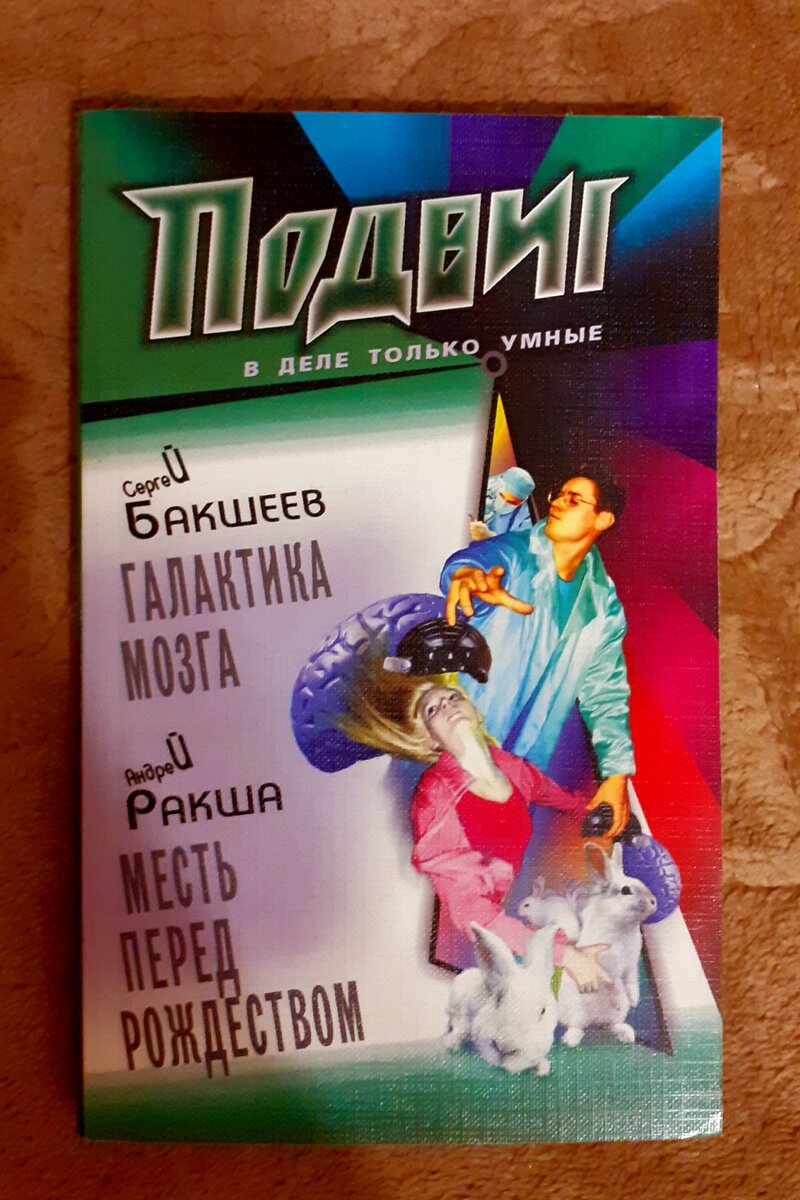 Подвиг
В ДЕЛЕ ТОЛЬКО УМНЫЕ
Сергей
Бакшеев
ГАЛАКТИКА
МОЗГА
Андрей
Ракша
МЕСТЬ
ПЕРЕД
РОЖДЕСТВОМ